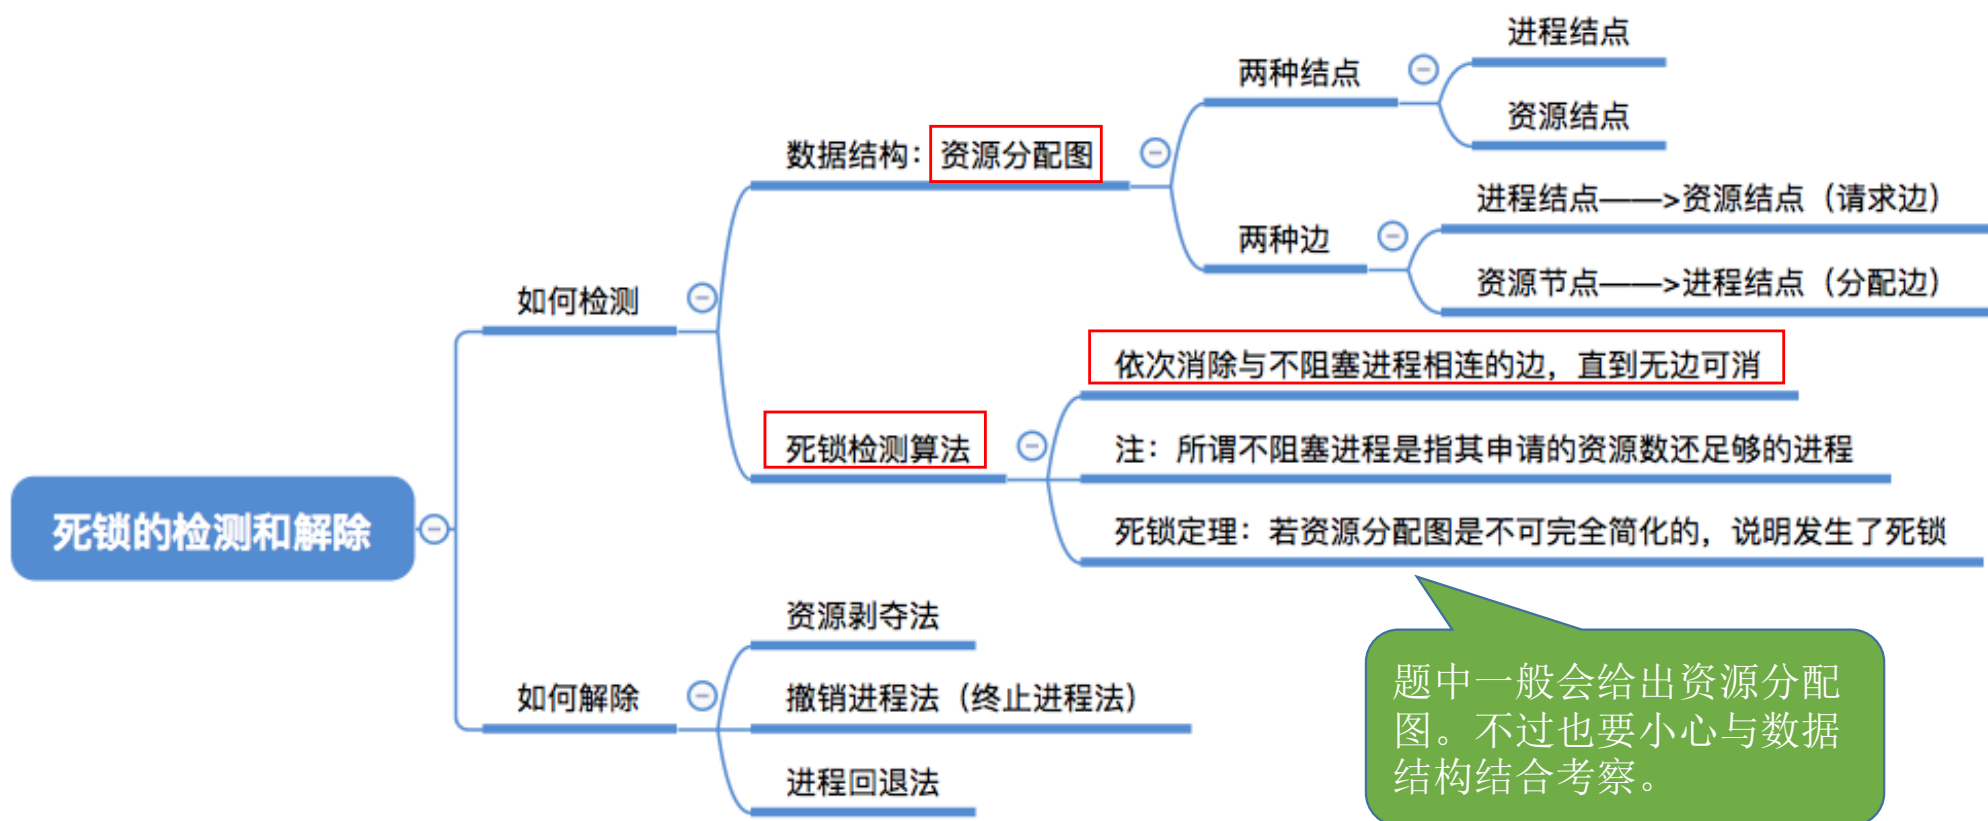 死锁的检测和解除
如何检测
数据结构：资源分配图
两种结点
进程结点
资源结点
两种边
进程结点——>资源结点（请求边）
资源节点——>进程结点（分配边）
死锁检测算法
依次消除与不阻塞进程相连的边，直到无边可消
注：所谓不阻塞进程是指其申请的资源数还足够的进程
死锁定理：若资源分配图是不可完全简化的，说明发生了死锁
如何解除
资源剥夺法
撤销进程法（终止进程法）
进程回退法
题中一般会给出资源分配
图。不过也要小心与数据
结构结合考察。